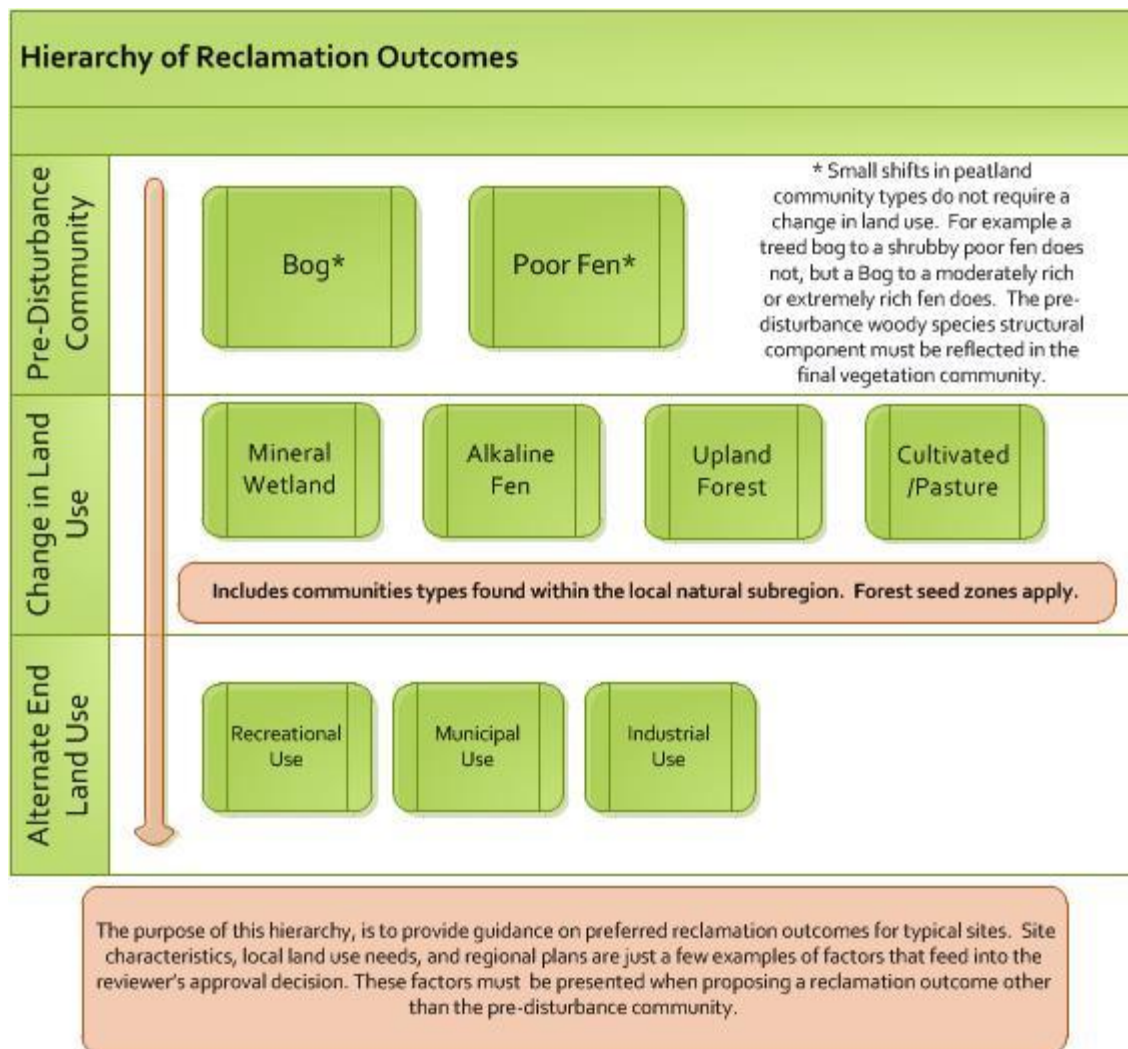 Hierarchy of Reclamation Outcomes
Pre-Disturbance
Community
Bog*
Poor Fen*
* Small shifts in peatland
community types do not require a
change in land use. For example a
treed bog to a shrubby poor fen does
not, but a Bog to a moderately rich
or extremely rich fen does. The pre-
disturbance woody species structural
component must be reflected in the
final vegetation community.
Change in Land
Use
Mineral
Wetland
Alkaline
Fen
Upland
Forest
Cultivated
/Pasture
Includes communities types found within the local natural subregion. Forest seed zones apply.
Alternate End
Land Use
Recreational
Use
Municipal
Use
Industrial
Use
The purpose of this hierarchy, is to provide guidance on preferred reclamation outcomes for typical sites. Site
characteristics, local land use needs, and regional plans are just a few examples of factors that feed into the
reviewer's approval decision. These factors must be presented when proposing a reclamation outcome other
than the pre-disturbance community.